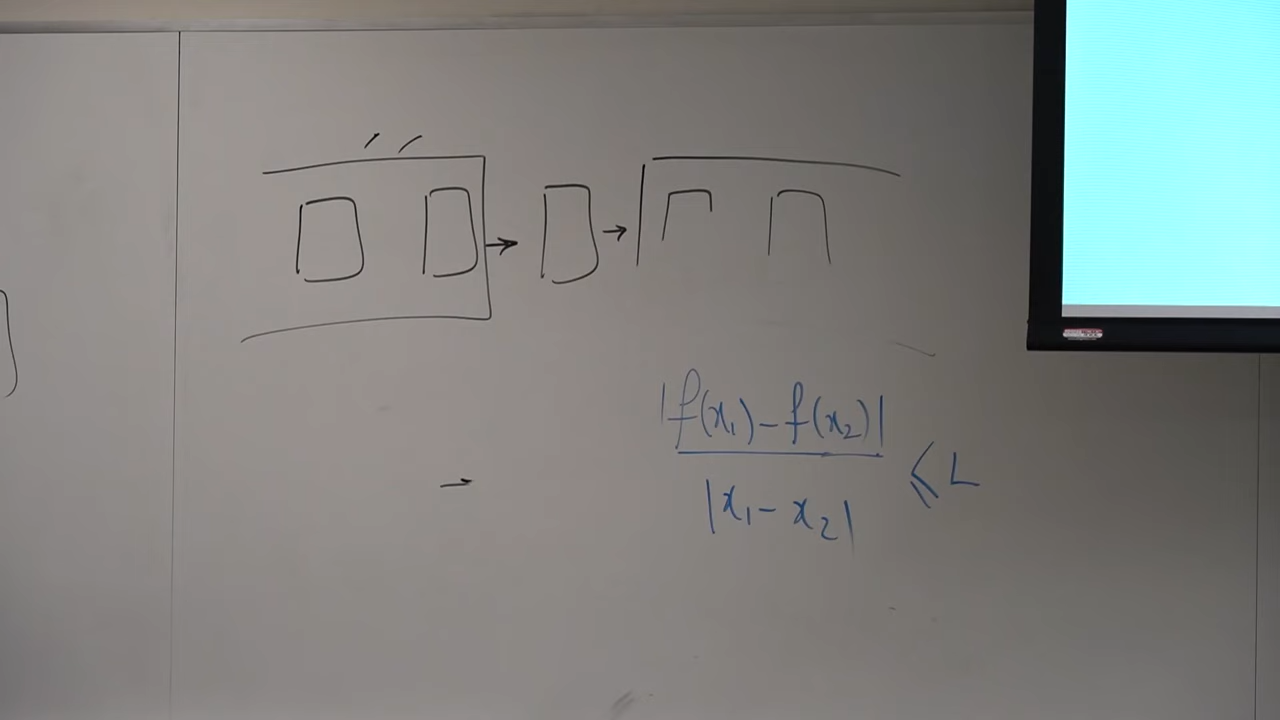 |f(x₁) - f(x₂)|
|x₁ - x₂|
⩽ L